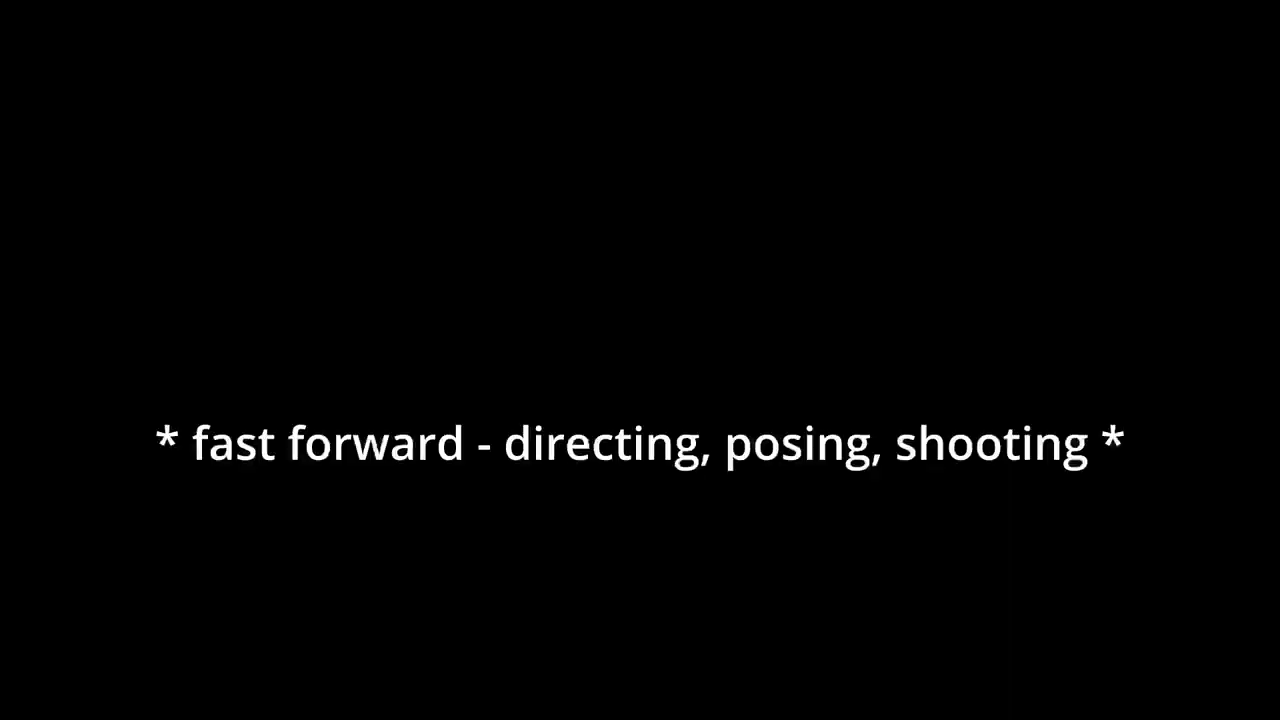 * fast forward - directing, posing, shooting *